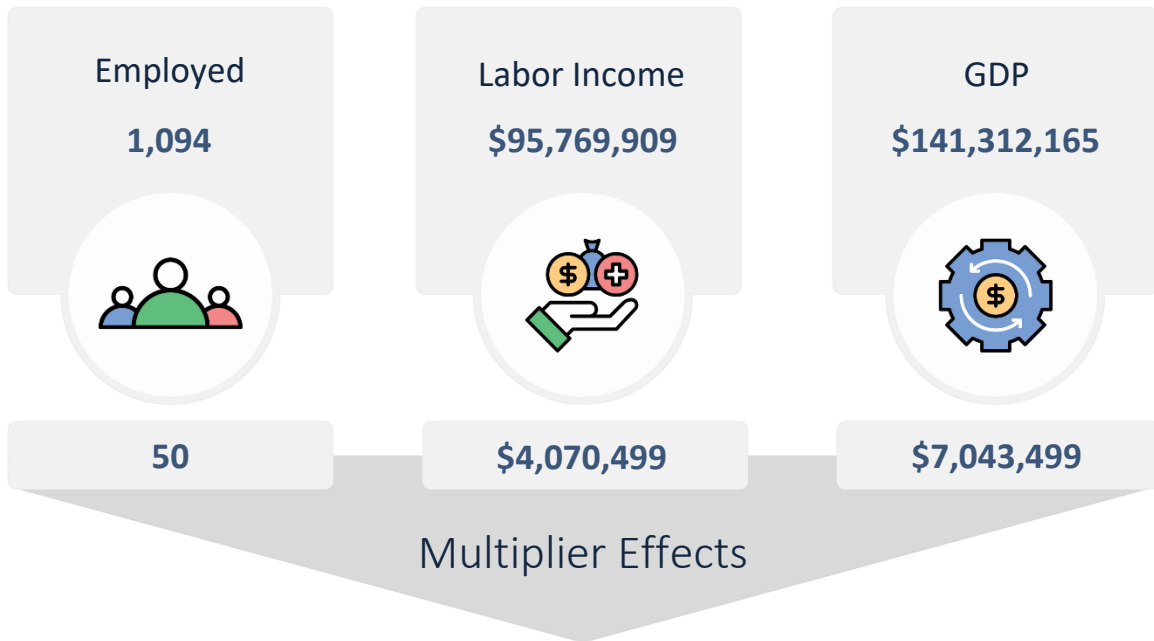 Employed
1,094
Labor Income
$95,769,909
GDP
$141,312,165
$
$
50
$4,070,499
$7,043,499
Multiplier Effects